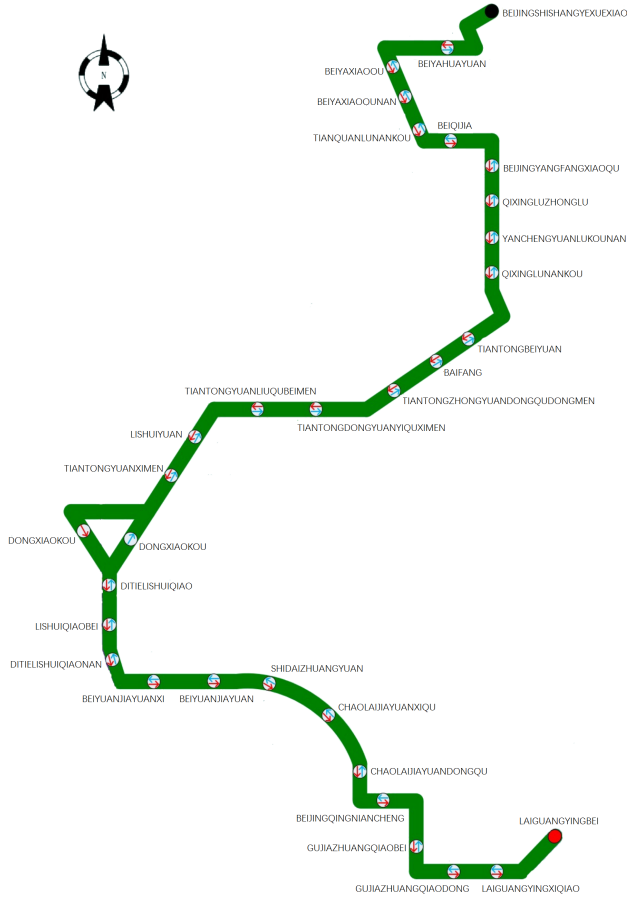 BEIJINGSHISHANGYEXUEXIAO
BEIYAHUAYUAN
BEIYAXIAOOU
N
BEIYAXIAOOUNAN
BEIQIJIA
TIANQUANLUNANKOU
BEIJINGYANGFANGXIAOQU
QIXINGLUZHONGLU
YANCHENGYUANLUKOUNAN
QIXINGLUNANKOU
TIANTONGBEIYUAN
BAIFANG
TIANTONGYUANLIUQUBEIMEN
TIANTONGZHONGYUANDONGQUDONGMEN
TIANTONGDONGYUANYIQUXIMEN
LISHUIYUAN
TIANTONGYUANXIMEN
DONGXIAOKOU
DONGXIAOKOU
DITIELISHUIQIAO
LISHUIQIAOBEI
DITIELISHUIQIAONAN
SHIDAIZHUANGYUAN
BEIYUANJIAYUANXI
BEIYUANJIAYUAN
CHAOLAIJIAYUANXIQU
CHAOLAIJIAYUANDONGQU
BEIJINGQINGNIANCHENG
LAIGUANGYINGBEI
GUJIAZHUANGQIAOBEI
GUJIAZHUANGQIAODONG
LAIGUANGYINGXIQIAO